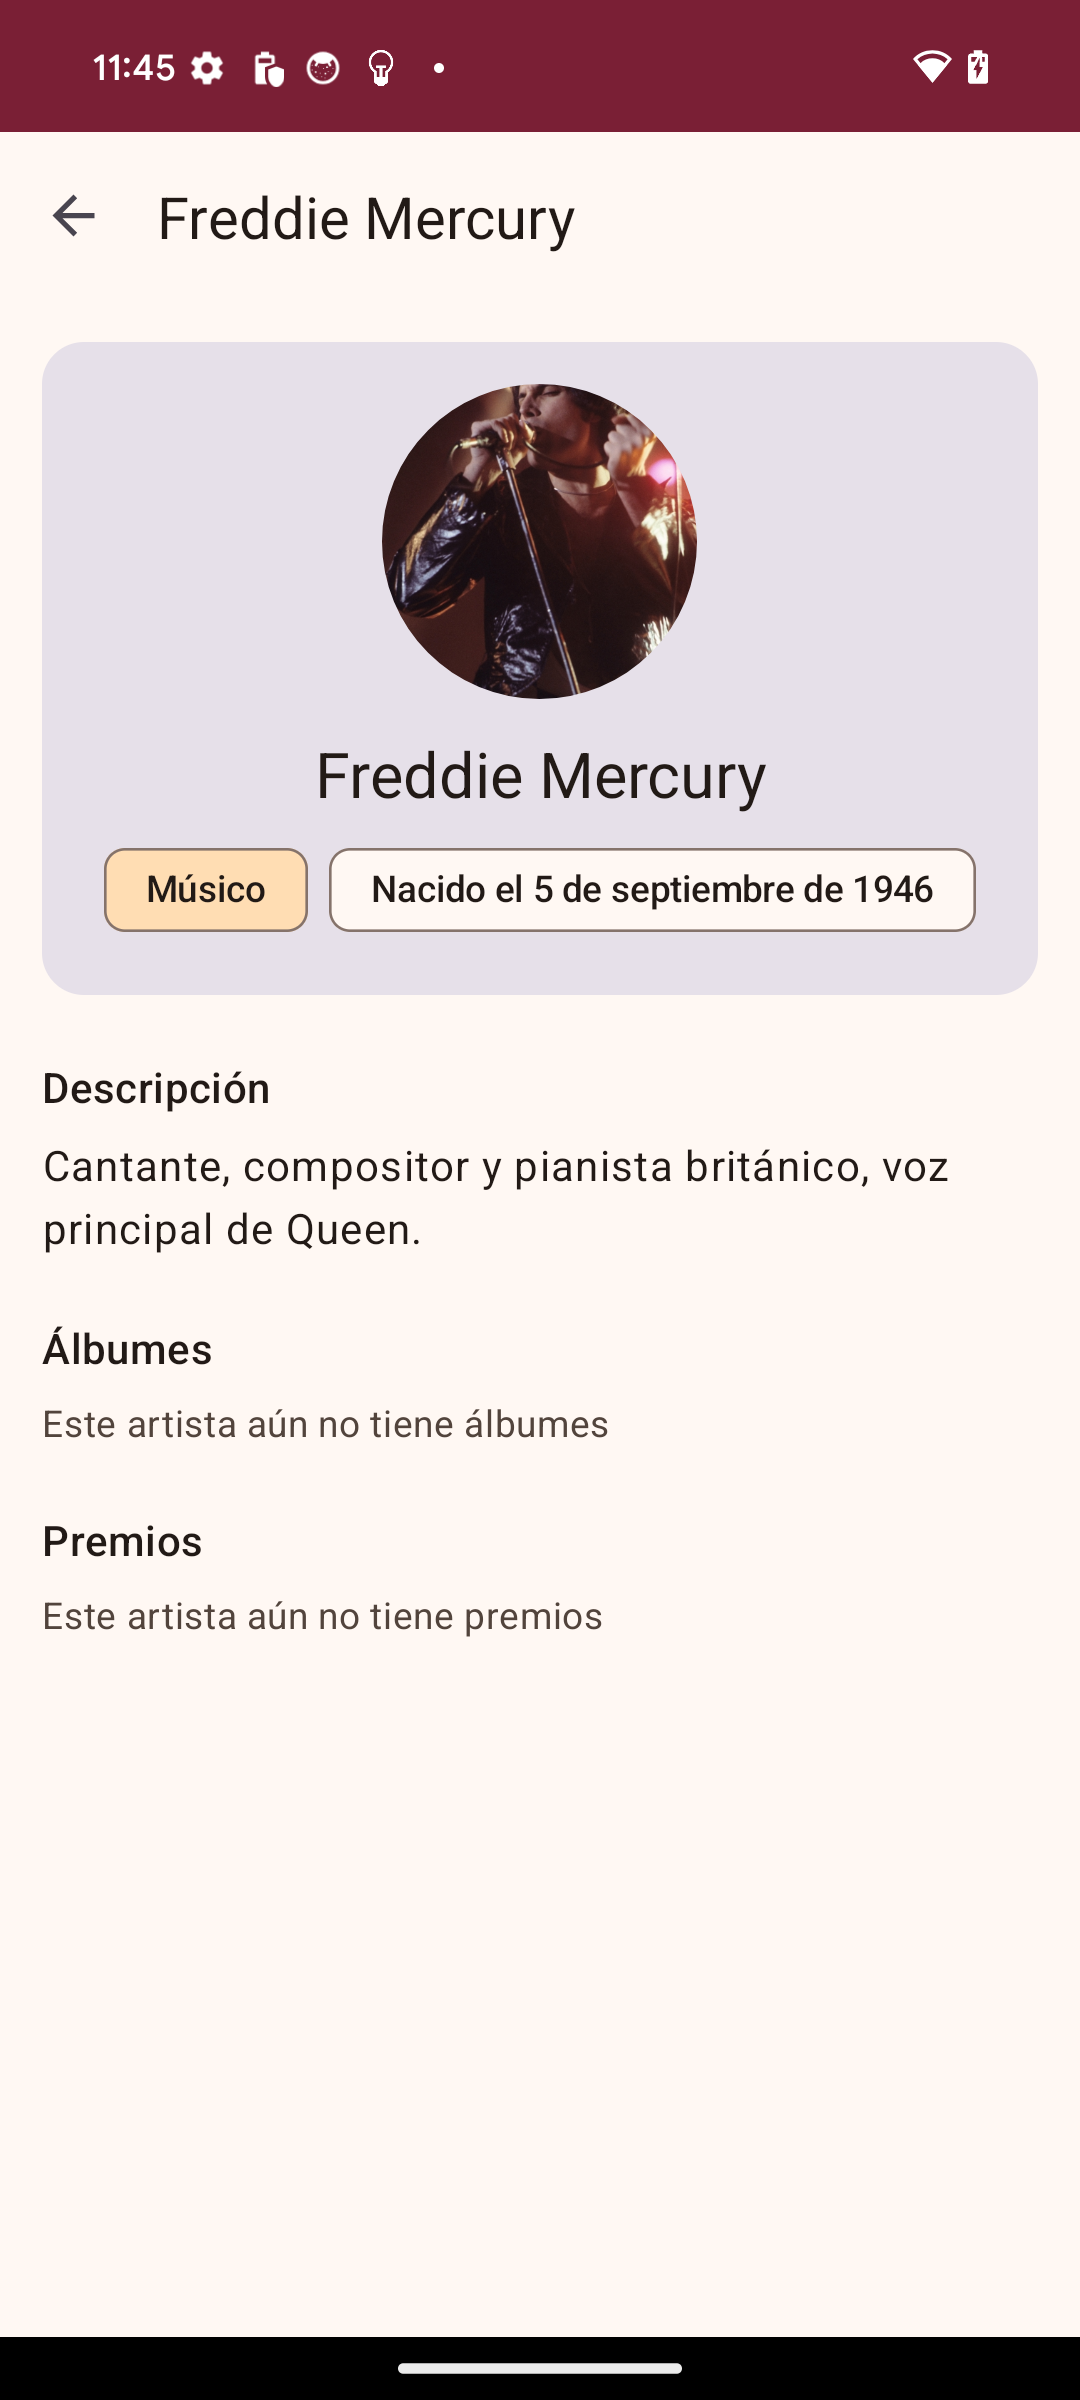 11:45
Freddie Mercury
Freddie Mercury
Músico
Nacido el 5 de septiembre de 1946
Descripción
Cantante, compositor y pianista británico, voz
principal de Queen.
Álbumes
Este artista aún no tiene álbumes
Premios
Este artista aún no tiene premios